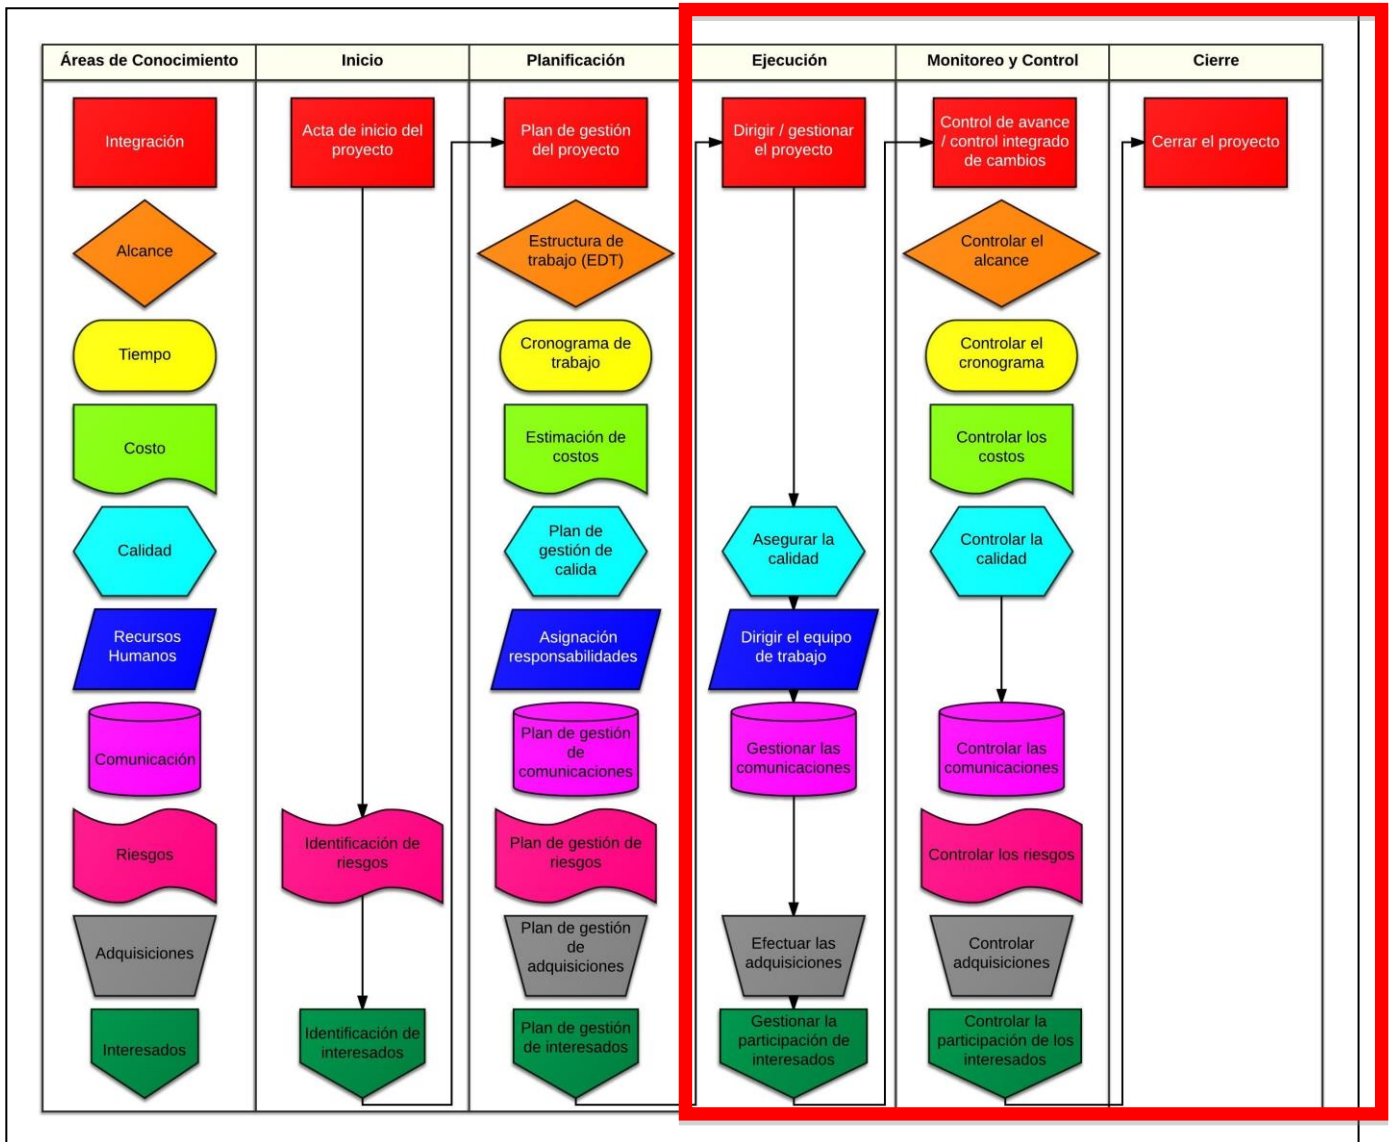 Áreas de Conocimiento
Inicio
Planificación
Ejecución
Monitoreo y Control
Cierre
Integración
Acta de inicio del
proyecto
Plan de gestión
del proyecto
Dirigir / gestionar
el proyecto
Control de avance
/ control integrado
de cambios
Cerrar el proyecto
Alcance
Estructura de
trabajo (EDT)
Controlar el
alcance
Tiempo
Cronograma de
trabajo
Controlar el
cronograma
Costo
Estimación de
costos
Controlar los
costos
Calidad
Plan de
gestión de
calida
Asegurar la
calidad
Controlar la
calidad
Recursos
Humanos
Asignación
responsabilidades
Dirigir el equipo
de trabajo
Comunicación
Plan de gestión
de
comunicaciones
Gestionar las
comunicaciones
Controlar las
comunicaciones
Riesgos
Identificación de
riesgos
Plan de gestión de
riesgos
Controlar los riesgos
Adquisiciones
Plan de gestión
de
adquisiciones
Efectuar las
adquisiciones
Controlar
adquisiciones
Interesados
Identificación de
interesados
Plan de gestión
de interesados
Gestionar la
participación de
interesados
Controlar la
participación de los
interesados